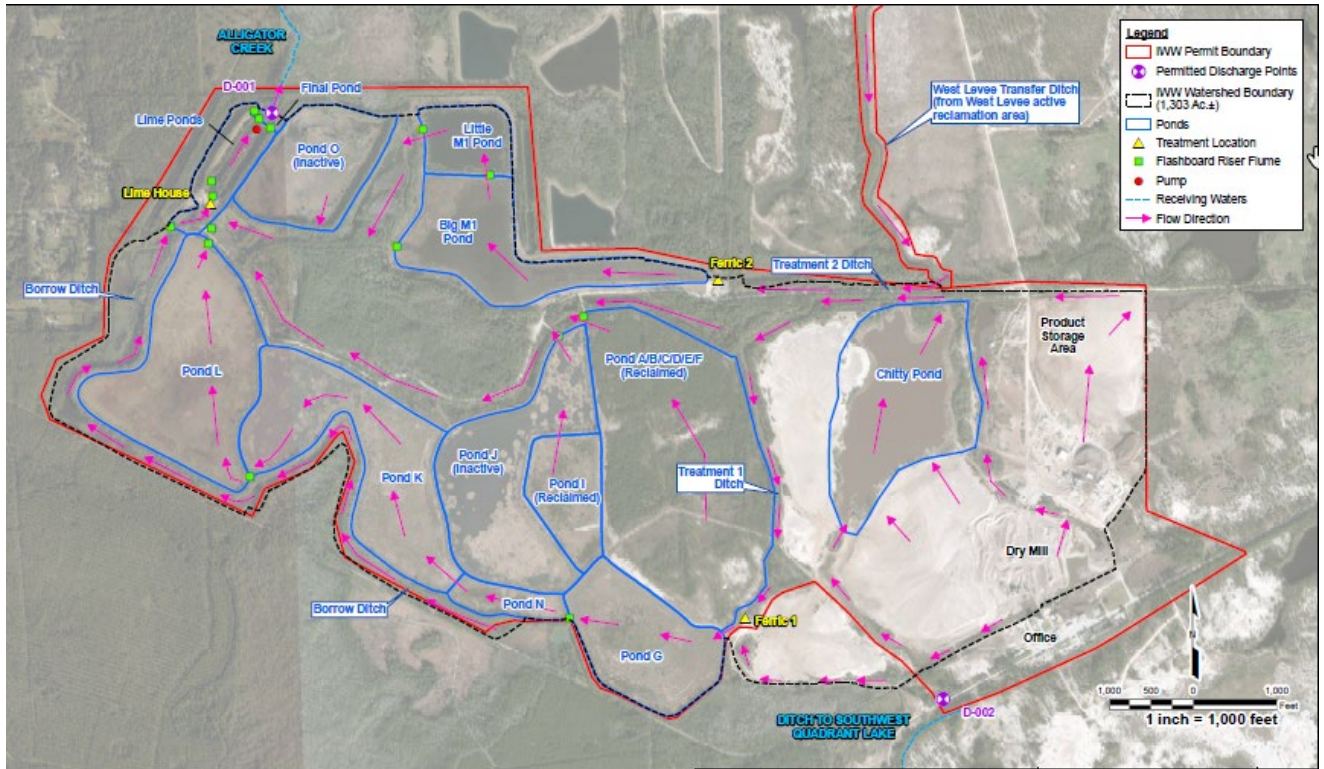 ALLIGATOR
CREEK
D-001
Final Pond
Lime Ponds
Pond O
(Inactive)
Little
M1 Pond
Lime House
Big M1
Pond
Ferric 2
Treatment 2 Ditch
West Levee Transfer Ditch
(from West Levee active
reclamation area)
Borrow Ditch
Product
Storage
Area
Pond A/B/C/D/E/F
(Reclaimed)
Chitty Pond
Pond L
Pond K
Pond J
(Inactive)
Pond I
(Reclaimed)
Treatment 1
Ditch
Dry Mill
Borrow Ditch
Pond N
Ferric 1
Office
Pond G
D-002
DITCH TO SOUTHWEST
QUADRANT LAKE
Legend
IWW Permit Boundary
Permitted Discharge Points
IWW Watershed Boundary
(1,303 Ac.±)
Ponds
Treatment Location
Flashboard Riser Flume
Pump
Receiving Waters
Flow Direction
N
1,000 500 0 1,000
Feet
1 inch = 1,000 feet